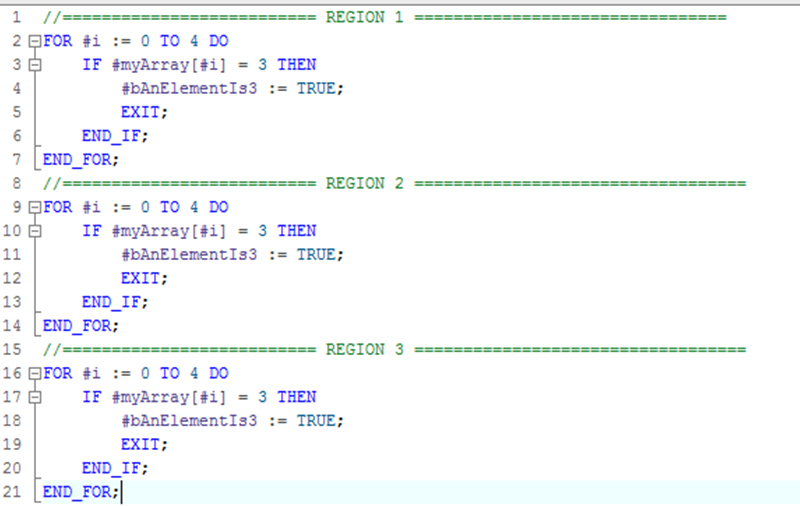 1 //========================== REGION 1 ================================
2 FOR #i := 0 TO 4 DO
3 IF #myArray[#i] = 3 THEN
4 #bAnElementIs3 := TRUE;
5 EXIT;
6 END_IF;
7 END_FOR;
8 //========================== REGION 2 ==================================
9 FOR #i := 0 TO 4 DO
10 IF #myArray[#i] = 3 THEN
11 #bAnElementIs3 := TRUE;
12 EXIT;
13 END_IF;
14 END_FOR;
15 //========================== REGION 3 ==================================
16 FOR #i := 0 TO 4 DO
17 IF #myArray[#i] = 3 THEN
18 #bAnElementIs3 := TRUE;
19 EXIT;
20 END_IF;
21 END_FOR;